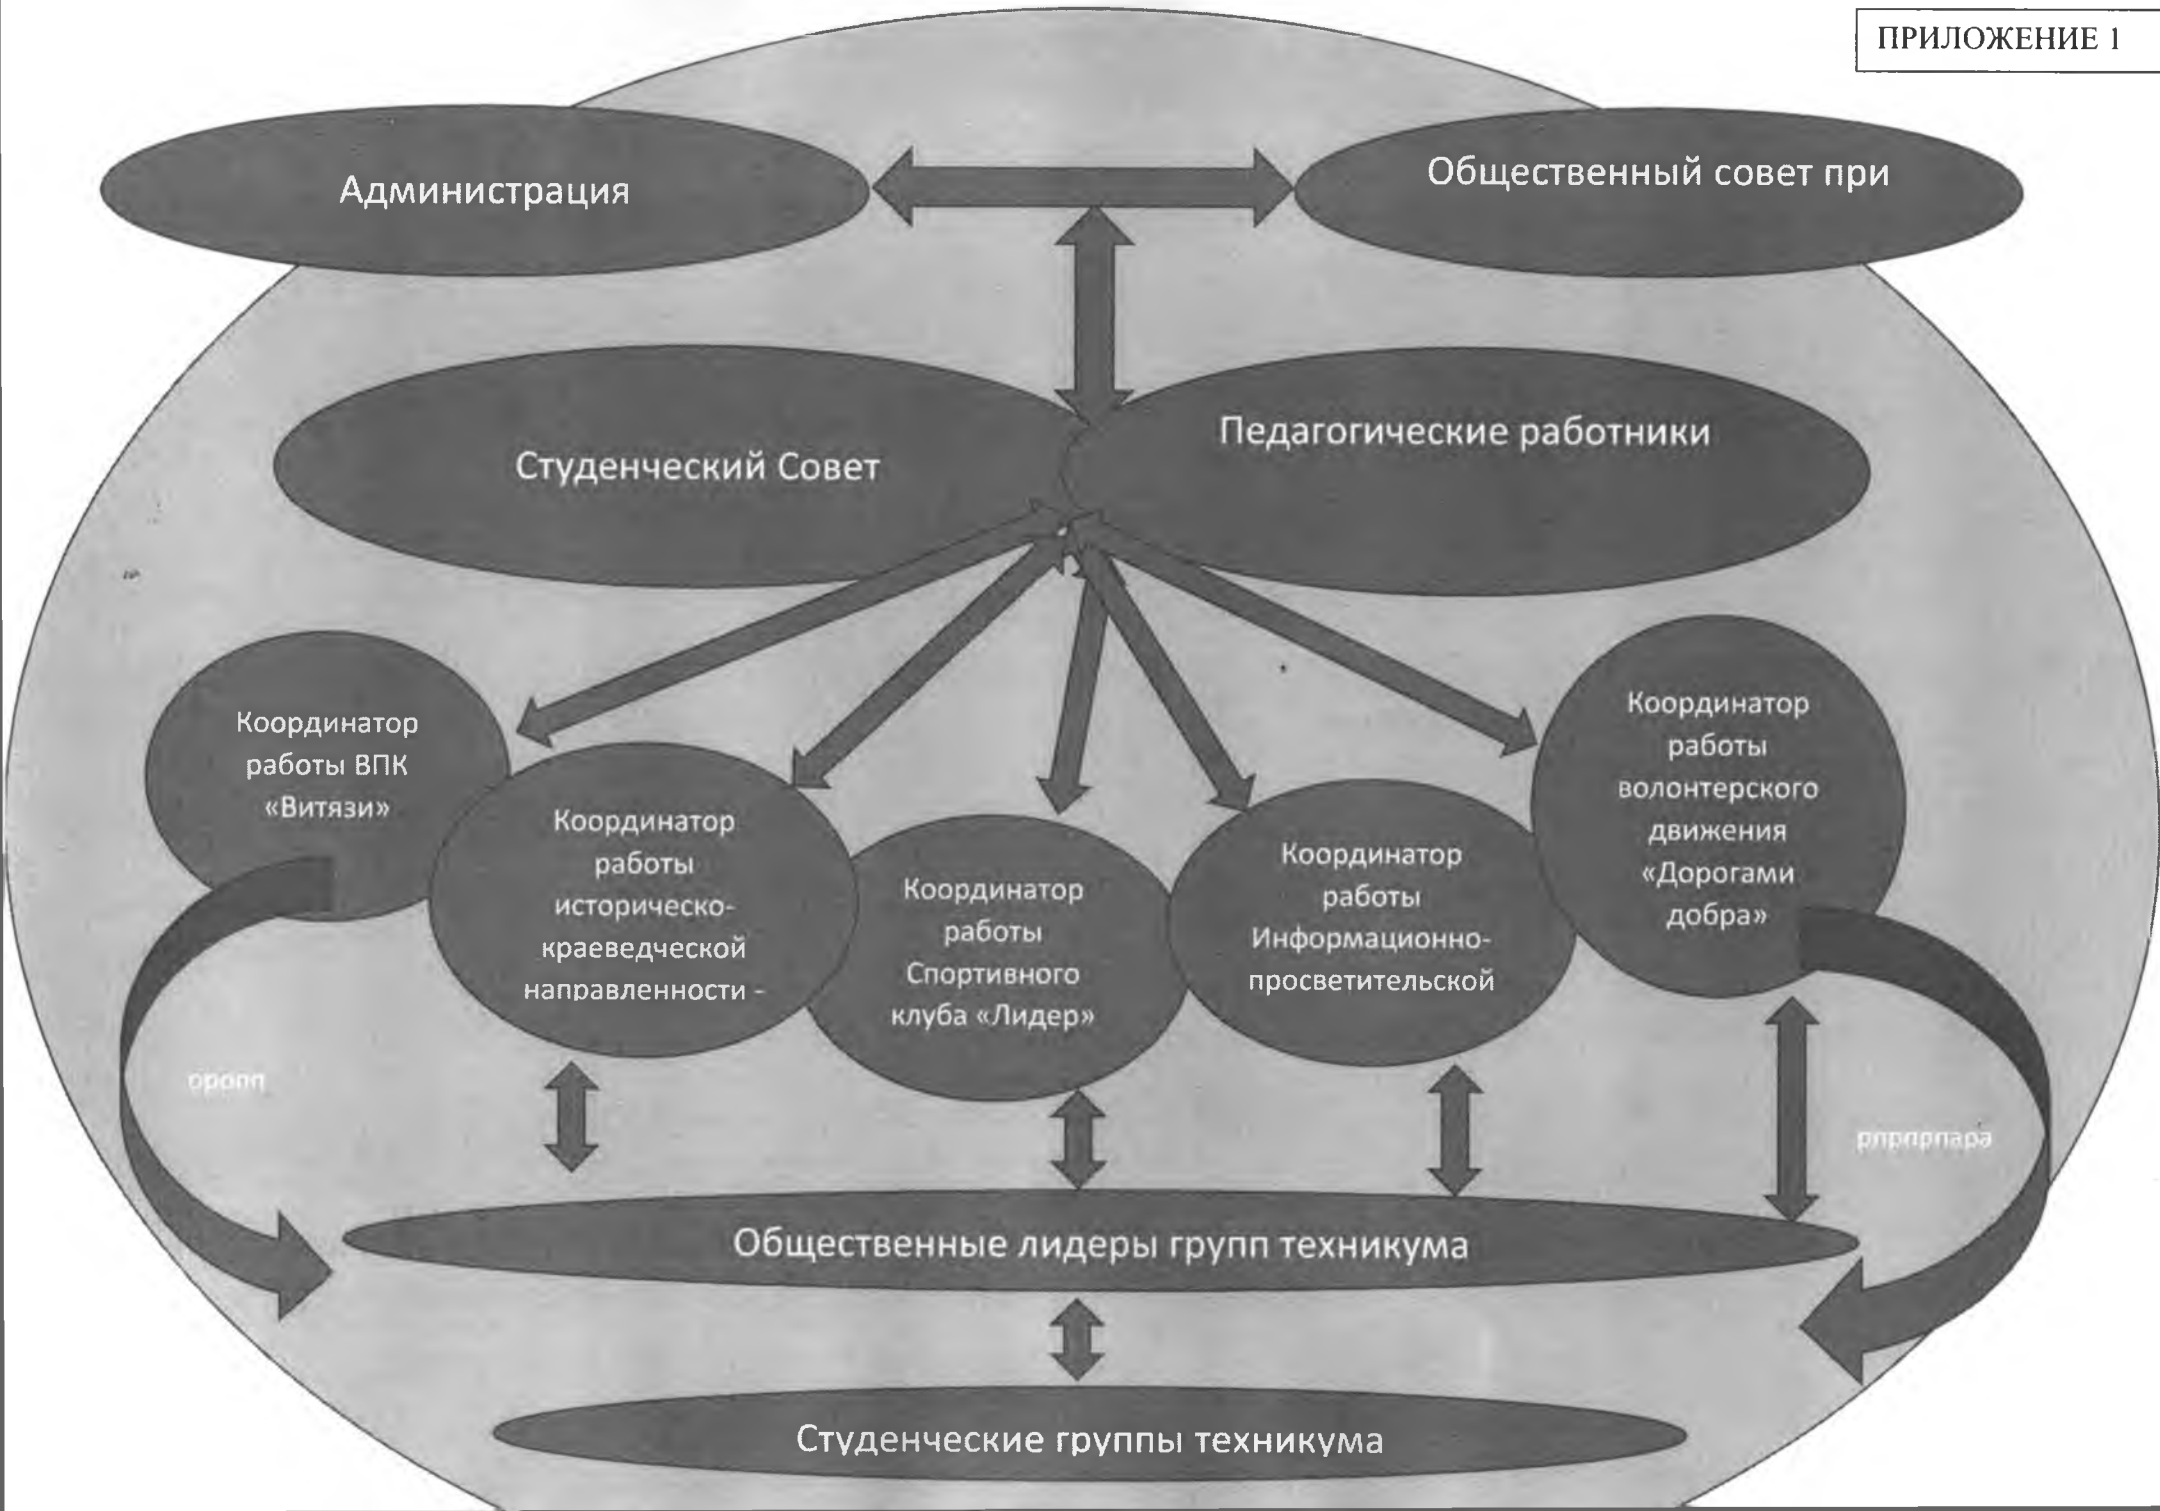 ПРИЛОЖЕНИЕ 1
Администрация
Общественный совет при
Студенческий Совет
Педагогические работники
Координатор
работы ВПК
«Витязи»
Координатор
работы
историческо-
краеведческой
направленности -
Координатор
работы
Спортивного
клуба «Лидер»
Координатор
работы
Информационно-
просветительской
Координатор
работы
волонтерского
движения
«Дорогами
добра»
оропп
рпрпрпара
Общественные лидеры групп техникума
Студенческие группы техникума